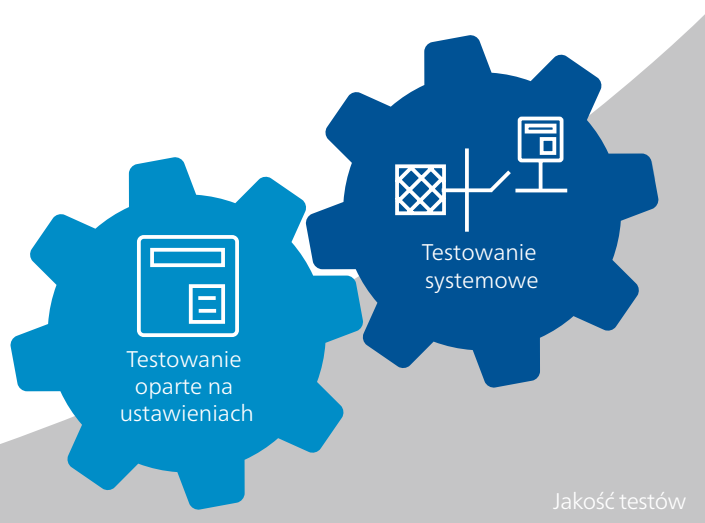 Testowanie
systemowe
Testowanie
oparte na
ustawieniach
Jakość testów